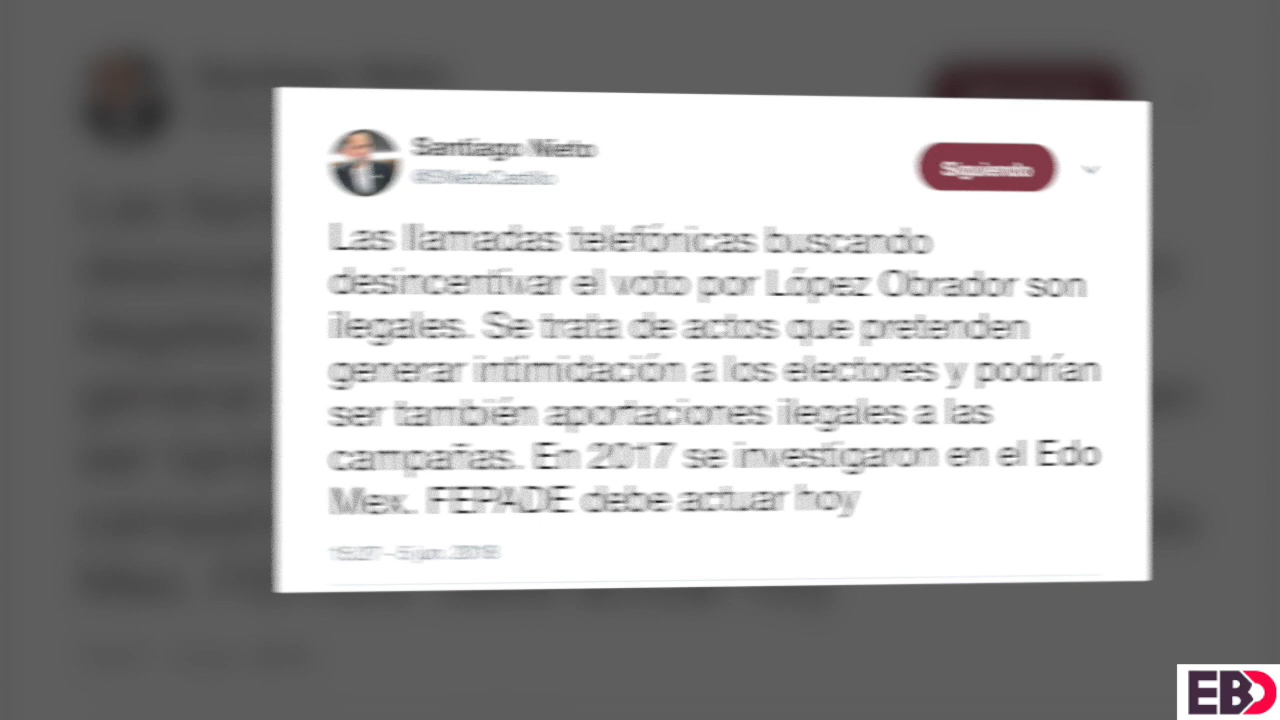 Santiago Nieto
@SNietoCastillo
Siguiendo
Las llamadas telefónicas buscando
desincentivar el voto por López Obrador son
ilegales. Se trata de actos que pretenden
generar intimidación a los electores y podrían
ser también aportaciones ilegales a las
campañas. En 2017 se investigaron en el Edo
Mex. FEPADE debe actuar hoy
EBD